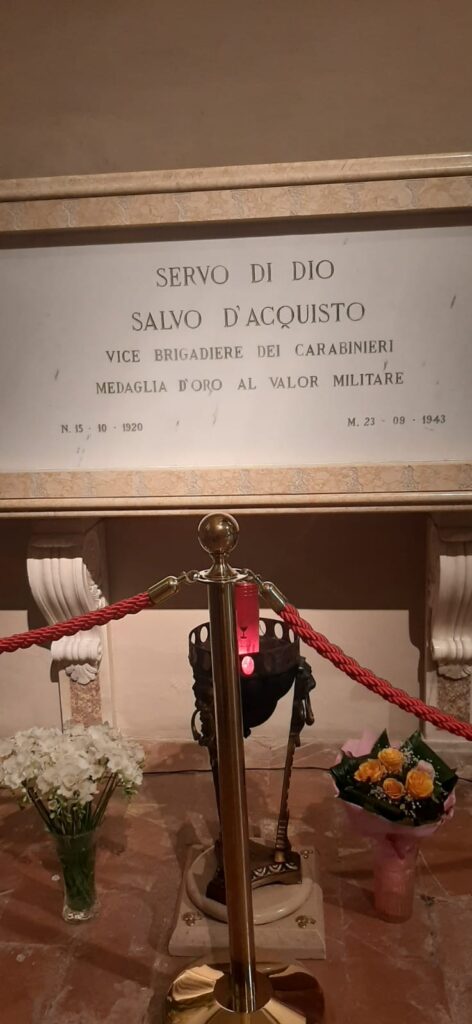 SERVO DI DIO
SALVO D'ACQUISTO
VICE BRIGADIERE DEI CARABINIERI
MEDAGLIA D'ORO AL VALOR MILITARE
N. 15 - 10 - 1920
M. 23 - 09 - 1943